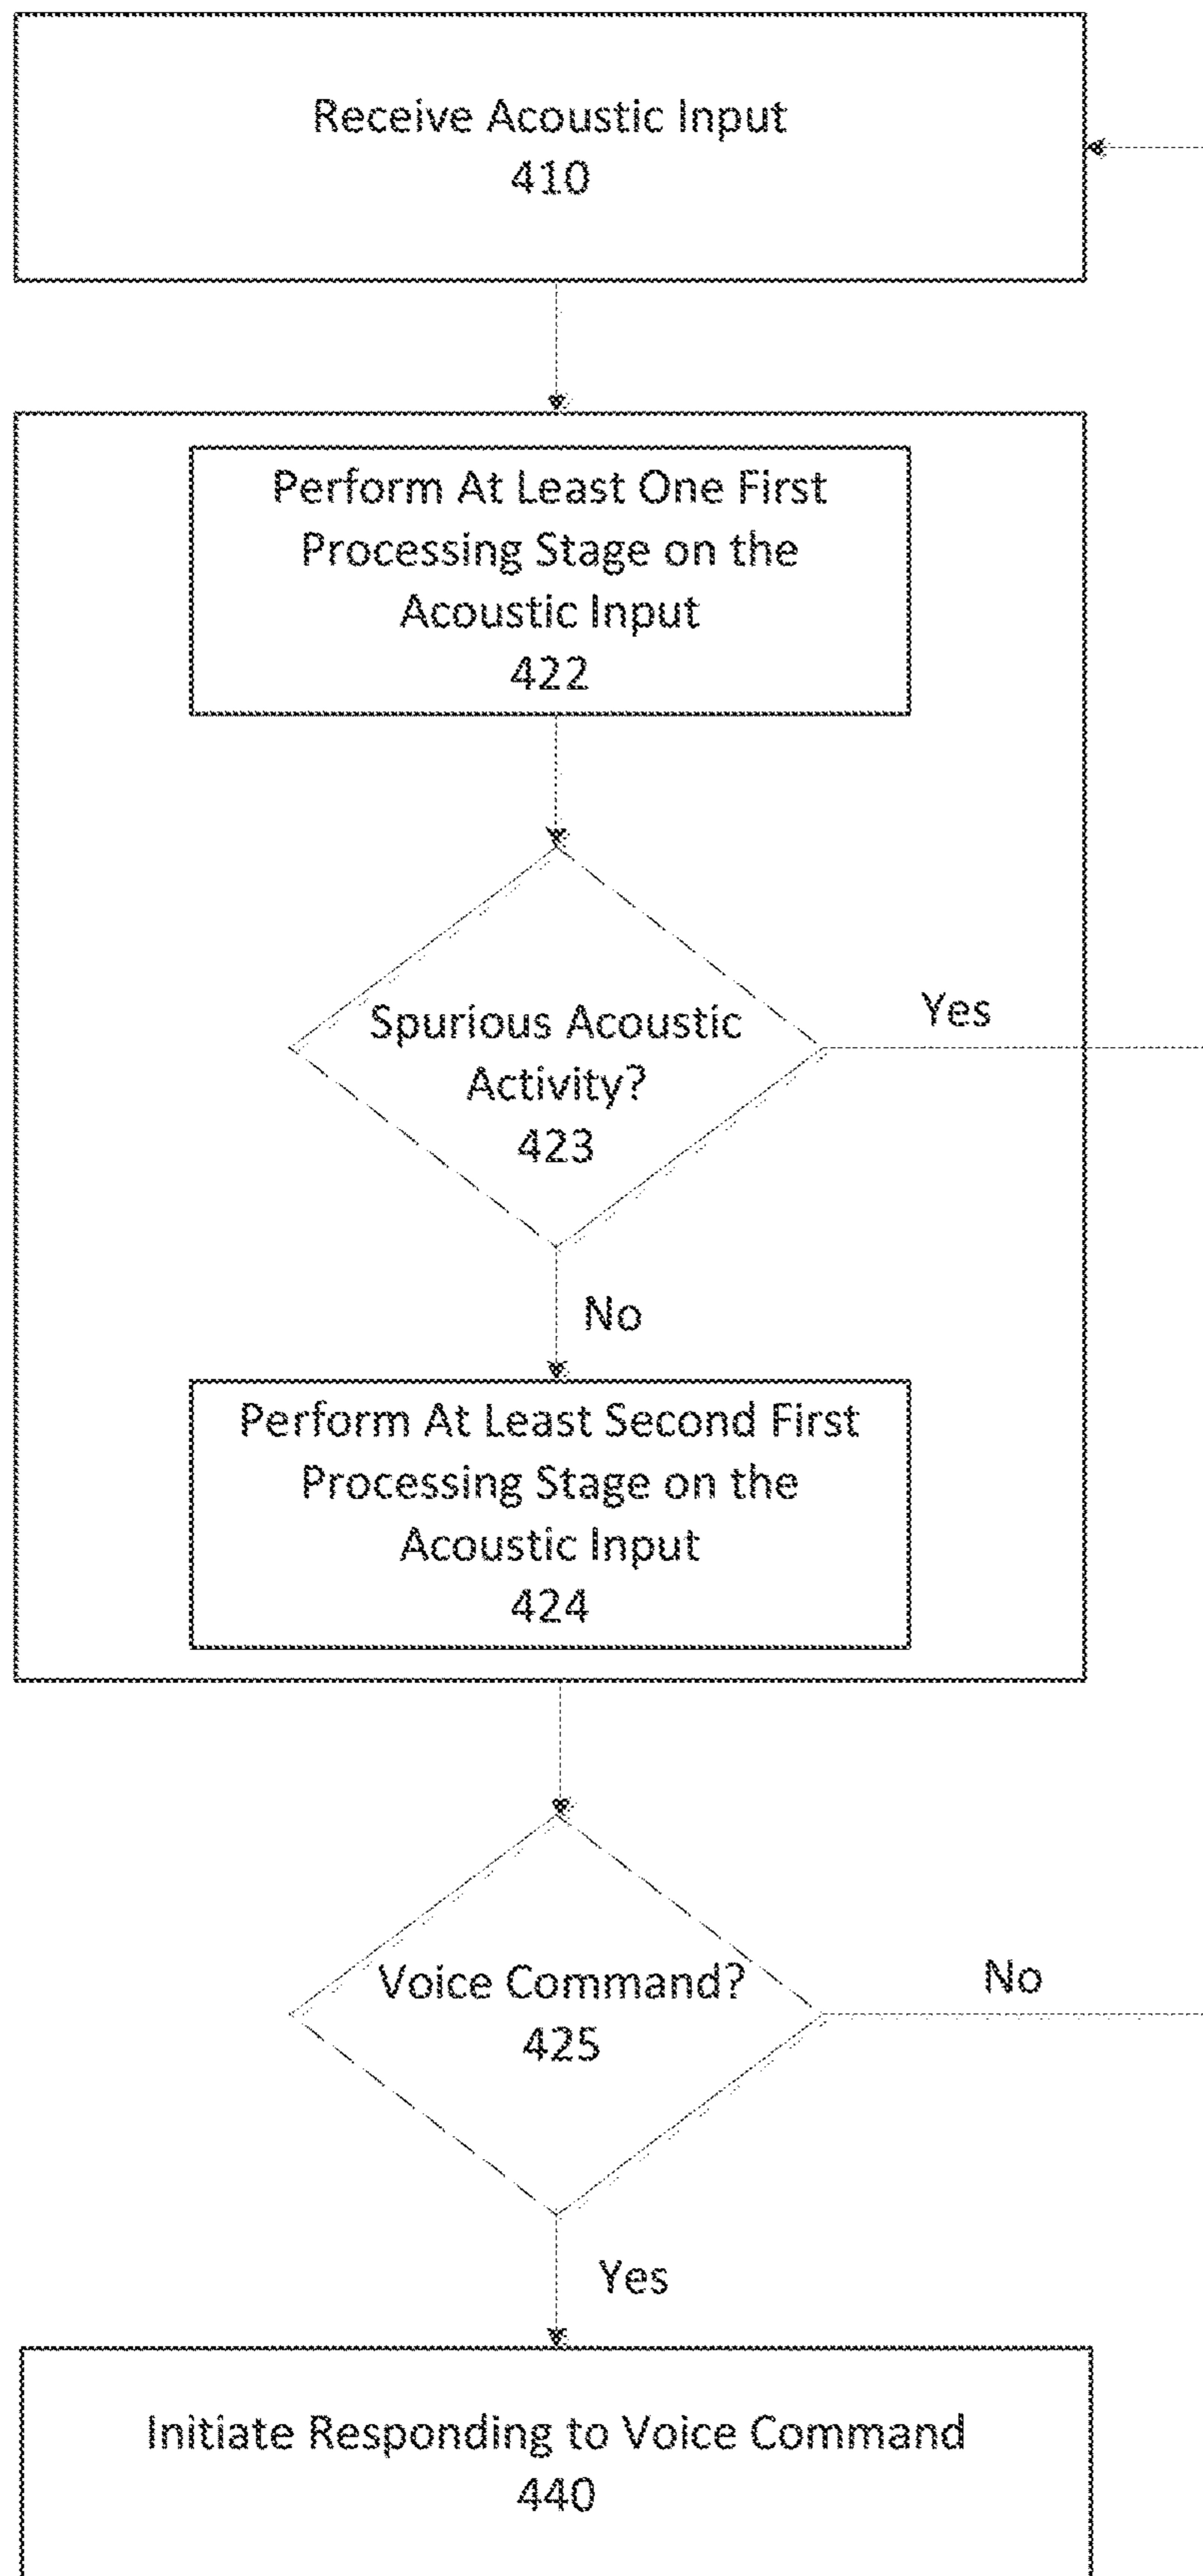 Receive Acoustic Input
410
Perform At Least One First
Processing Stage on the
Acoustic Input
422
Spurious Acoustic
Activity?
423
Yes
No
Perform At Least Second First
Processing Stage on the
Acoustic Input
424
Voice Command?
425
No
Yes
Initiate Responding to Voice Command
440